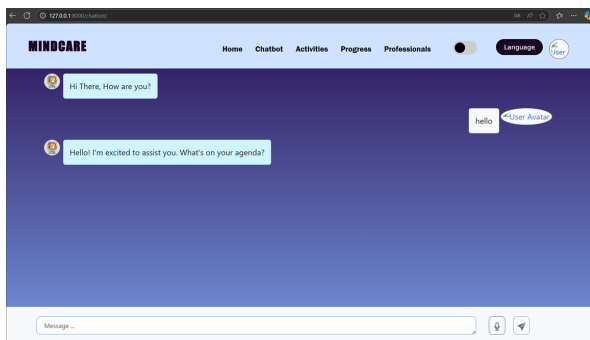 127.0.0.1:8000/chatbot/
MINDCARE
Home Chatbot Activities Progress Professionals Language User
Hi There, How are you?
hello User Avatar
Hello! I'm excited to assist you. What's on your agenda?
Message ...